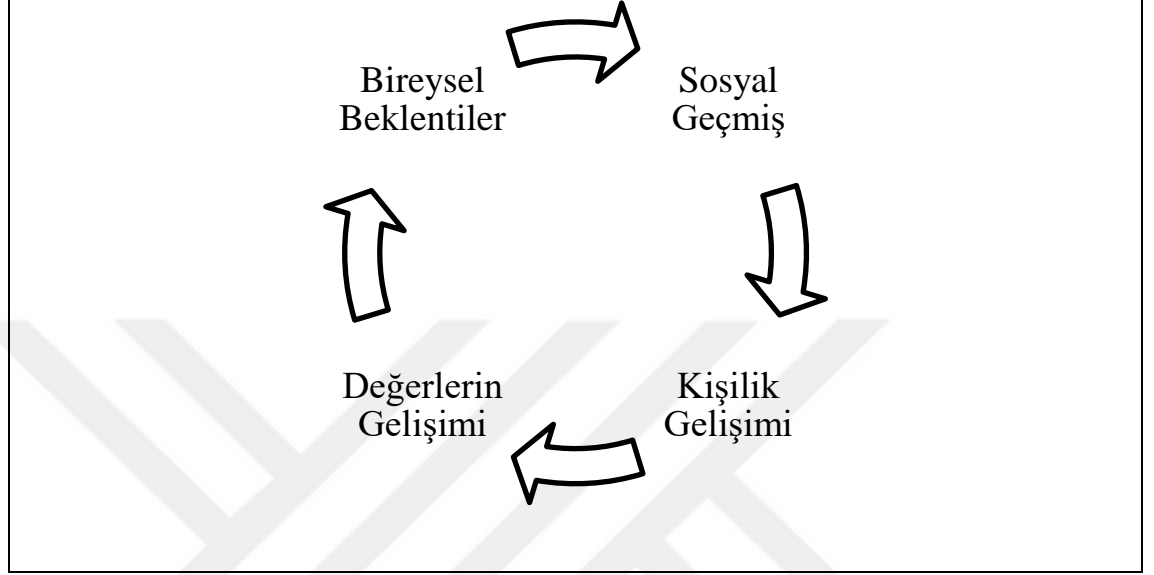 Bireysel
Beklentiler
Sosyal
Geçmiş
Değerlerin
Gelişimi
Kişilik
Gelişimi